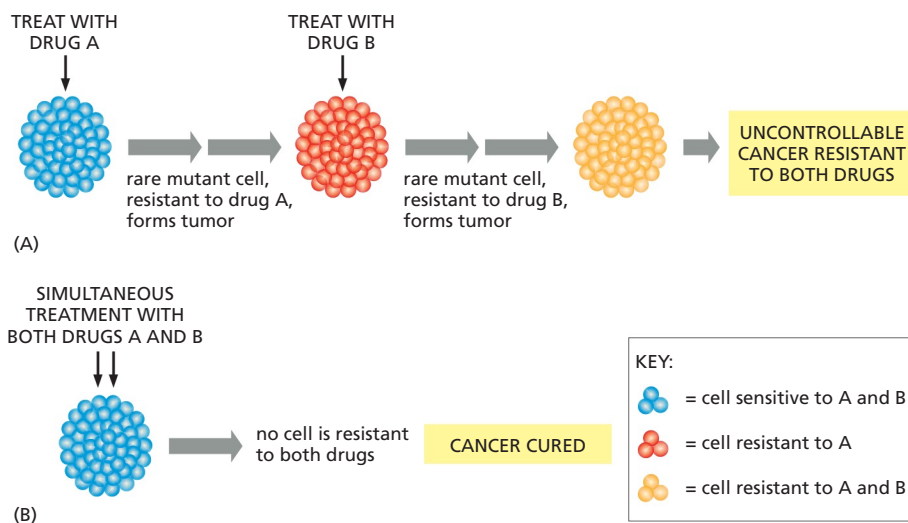 TREAT WITH
DRUG A
TREAT WITH
DRUG B
rare mutant cell,
resistant to drug A,
forms tumor
rare mutant cell,
resistant to drug B,
forms tumor
UNCONTROLLABLE
CANCER RESISTANT
TO BOTH DRUGS
(A)
SIMULTANEOUS
TREATMENT WITH
BOTH DRUGS A AND B
no cell is resistant
to both drugs
CANCER CURED
(B)
KEY:
= cell sensitive to A and B
= cell resistant to A
= cell resistant to A and B